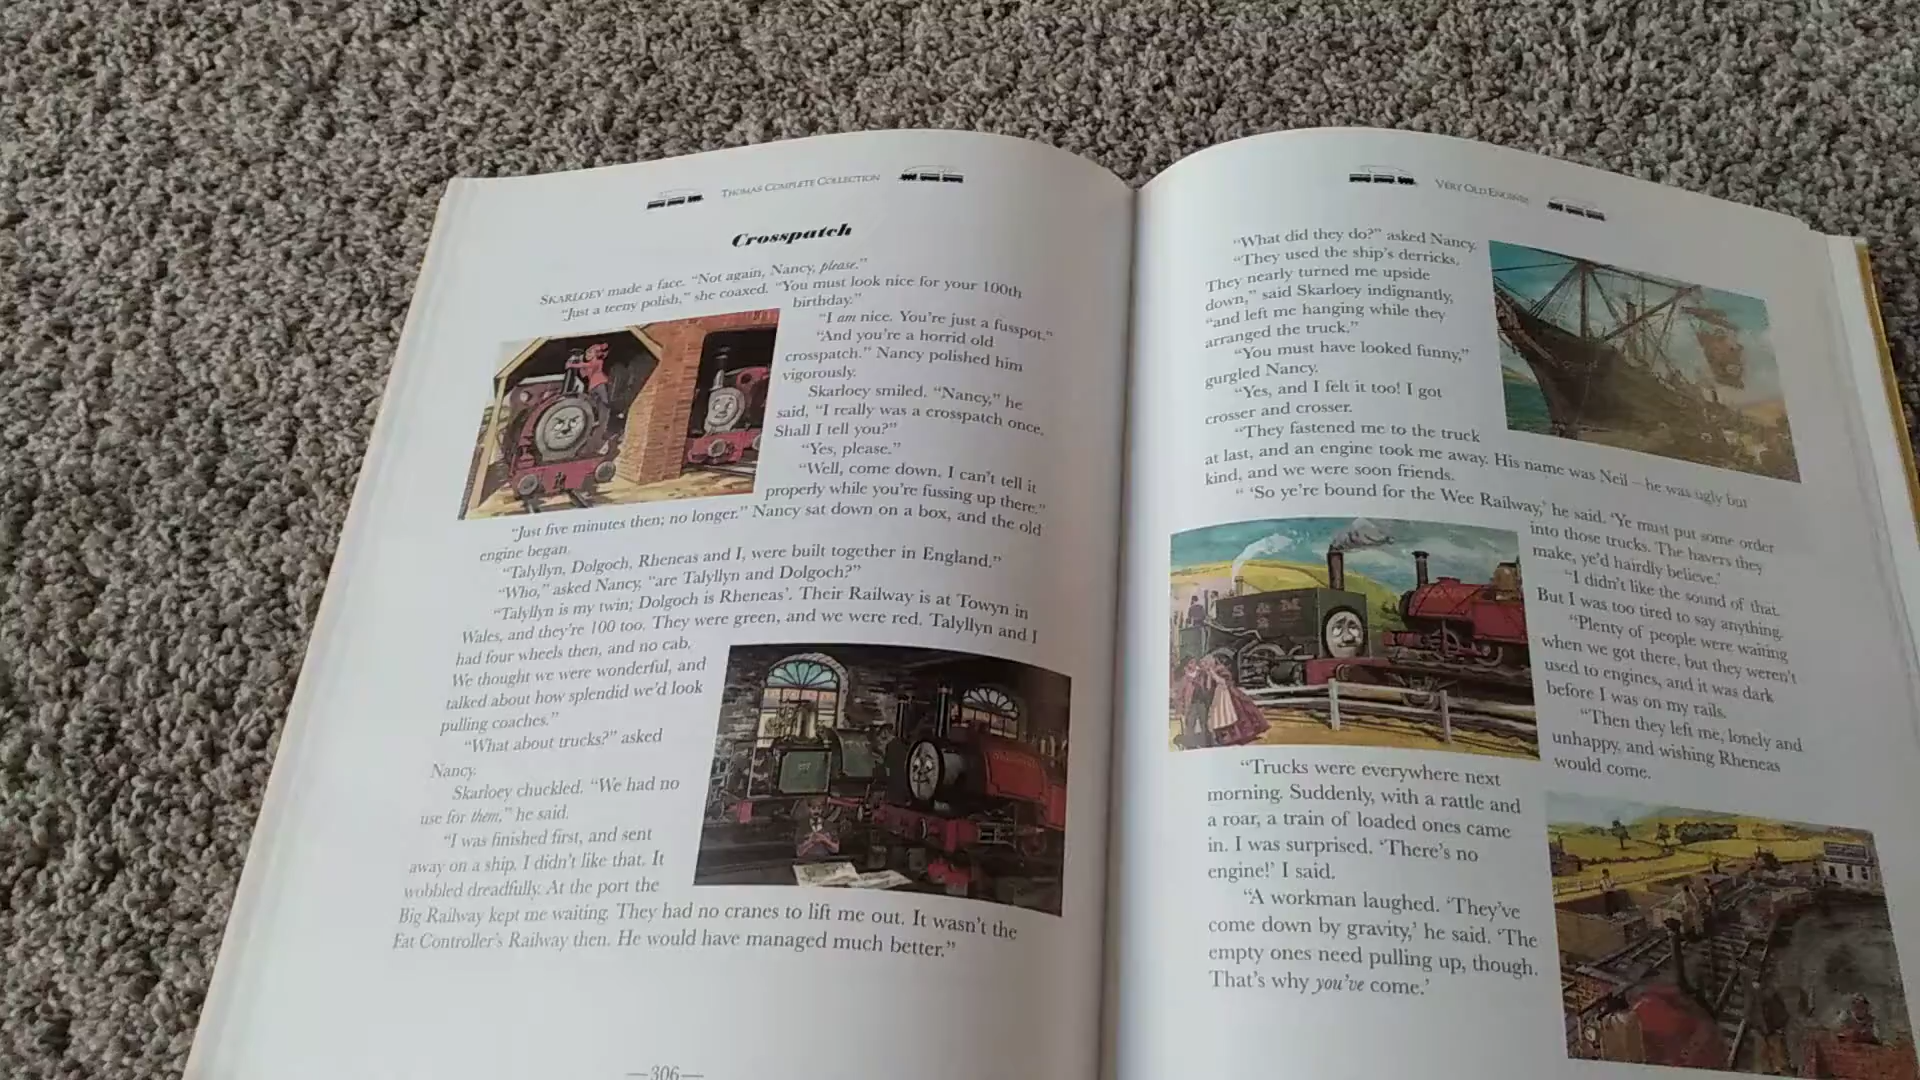 THOMAS COMPLETE COLLECTION
Crosspatch
SKARLOEY made a face. “Not again, Nancy, please.”
“Just a teeny polish,” she coaxed. “You must look nice for your 100th
birthday.”
“I am nice. You're just a fusspot.”
“And you're a horrid old
crosspatch.” Nancy polished him
vigorously.
Skarloey smiled. “Nancy,” he
said, “I really was a crosspatch once.
Shall I tell you?”
“Yes, please.”
“Well, come down. I can't tell it
properly while you're fussing up there.”
“Just five minutes then; no longer.” Nancy sat down on a box, and the old
engine began.
“Talyllyn, Dolgoch, Rheneas and I, were built together in England.”
“Who,” asked Nancy, “are Talyllyn and Dolgoch?”
“Talyllyn is my twin; Dolgoch is Rheneas'. Their Railway is at Towyn in
Wales, and they're 100 too. They were green, and we were red. Talyllyn and I
had four wheels then, and no cab.
We thought we were wonderful, and
talked about how splendid we'd look
pulling coaches.”
“What about trucks?” asked
Nancy.
Skarloey chuckled. “We had no
use for them,” he said.
“I was finished first, and sent
away on a ship. I didn't like that. It
wobbled dreadfully. At the port the
Big Railway kept me waiting. They had no cranes to lift me out. It wasn't the
Fat Controller's Railway then. He would have managed much better.”
—306—
VERY OLD ENGINES
“What did they do?” asked Nancy.
“They used the ship's derricks.
They nearly turned me upside
down,” said Skarloey indignantly,
“and left me hanging while they
arranged the truck.”
“You must have looked funny,”
gurgled Nancy.
“Yes, and I felt it too! I got
crosser and crosser.
“They fastened me to the truck
at last, and an engine took me away. His name was Neil – he was ugly but
kind, and we were soon friends.
“ ‘So ye're bound for the Wee Railway,’ he said. ‘Ye must put some order
into those trucks. The havers they
make, ye'd hairdly believe.’
“I didn't like the sound of that.
But I was too tired to say anything.
“Plenty of people were waiting
when we got there, but they weren't
used to engines, and it was dark
before I was on my rails.
“Then they left me, lonely and
unhappy, and wishing Rheneas
would come.
S & M
2
“Trucks were everywhere next
morning. Suddenly, with a rattle and
a roar, a train of loaded ones came
in. I was surprised. ‘There's no
engine!’ I said.
“A workman laughed. ‘They've
come down by gravity,’ he said. ‘The
empty ones need pulling up, though.
That's why you've come.’